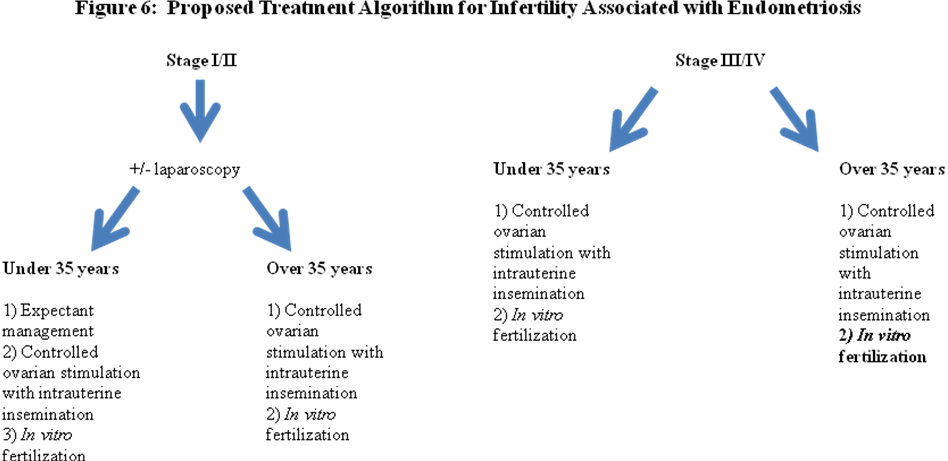 Figure 6:  Proposed Treatment Algorithm for Infertility Associated with Endometriosis
Stage I/II
+/- laparoscopy
Under 35 years
1) Expectant
management
2) Controlled
ovarian stimulation
with intrauterine
insemination
3) In vitro
fertilization
Over 35 years
1) Controlled
ovarian
stimulation with
intrauterine
insemination
2) In vitro
fertilization
Stage III/IV
Under 35 years
1) Controlled
ovarian
stimulation with
intrauterine
insemination
2) In vitro
fertilization
Over 35 years
1) Controlled
ovarian
stimulation
with
intrauterine
insemination
2) In vitro
fertilization